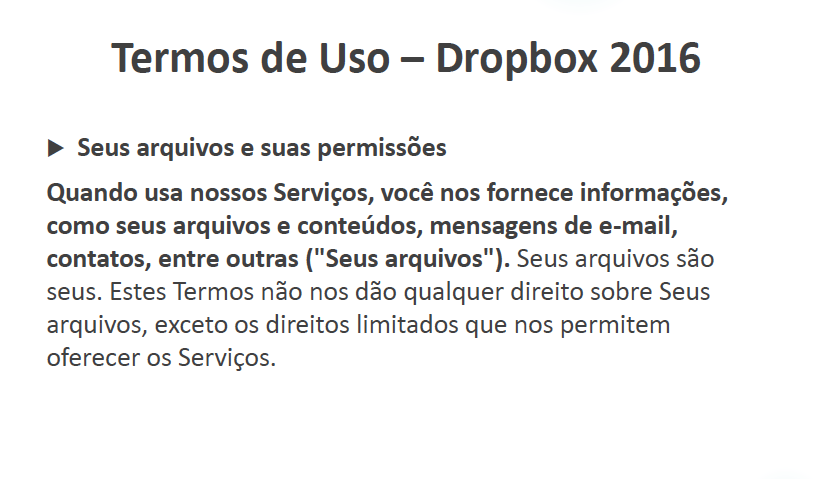 Termos de Uso – Dropbox 2016
▶ Seus arquivos e suas permissões
Quando usa nossos Serviços, você nos fornece informações,
como seus arquivos e conteúdos, mensagens de e-mail,
contatos, entre outras ("Seus arquivos"). Seus arquivos são
seus. Estes Termos não nos dão qualquer direito sobre Seus
arquivos, exceto os direitos limitados que nos permitem
oferecer os Serviços.